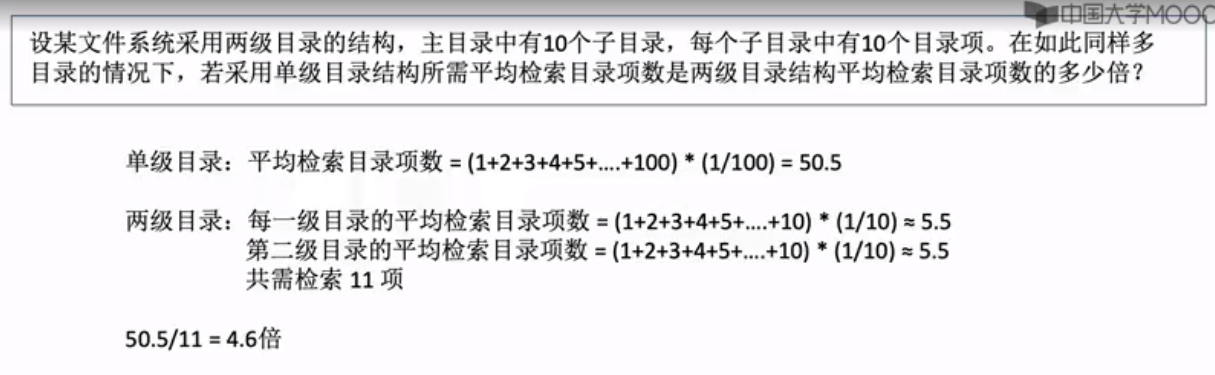 中国大学MOOC
设某文件系统采用两级目录的结构，主目录中有10个子目录，每个子目录中有10个目录项。在如此同样多
目录的情况下，若采用单级目录结构所需平均检索目录项数是两级目录结构平均检索目录项数的多少倍？
单级目录：平均检索目录项数 = (1+2+3+4+5+....+100) * (1/100) = 50.5
两级目录：每一级目录的平均检索目录项数 = (1+2+3+4+5+....+10) * (1/10) ≈ 5.5
第二级目录的平均检索目录项数 = (1+2+3+4+5+....+10) * (1/10) ≈ 5.5
共需检索 11 项
50.5/11 = 4.6倍